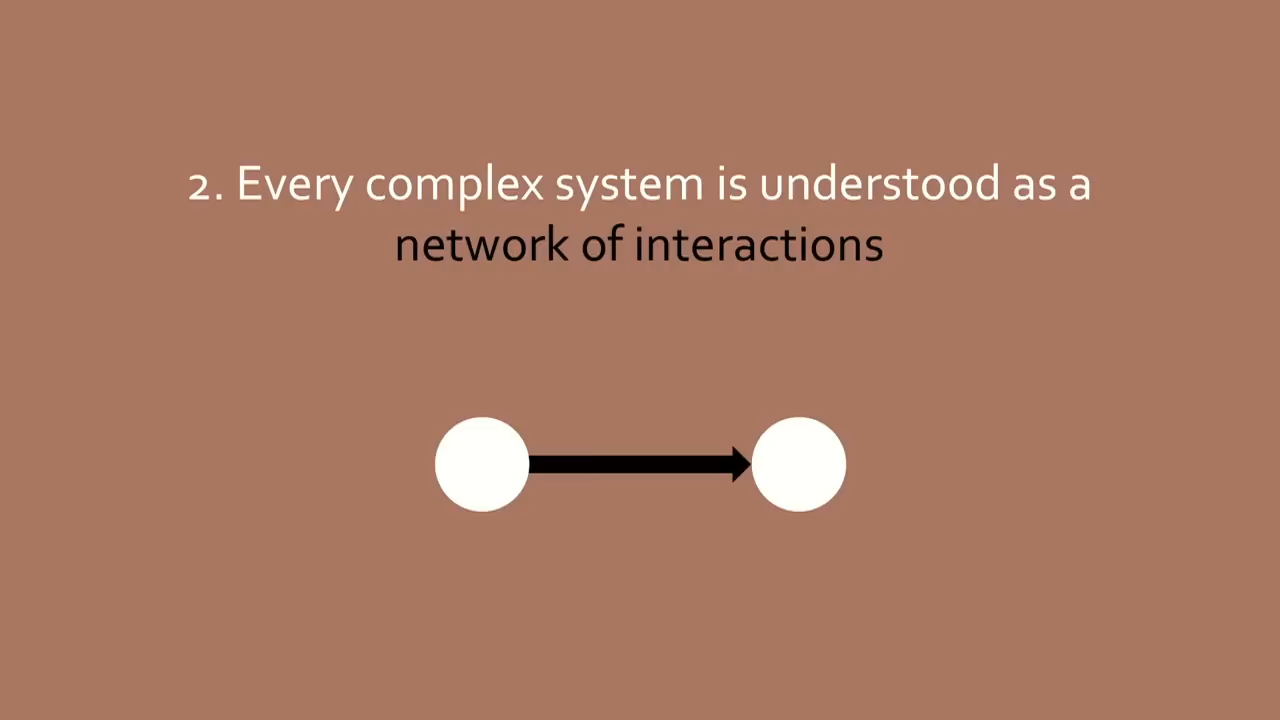 2. Every complex system is understood as a
network of interactions